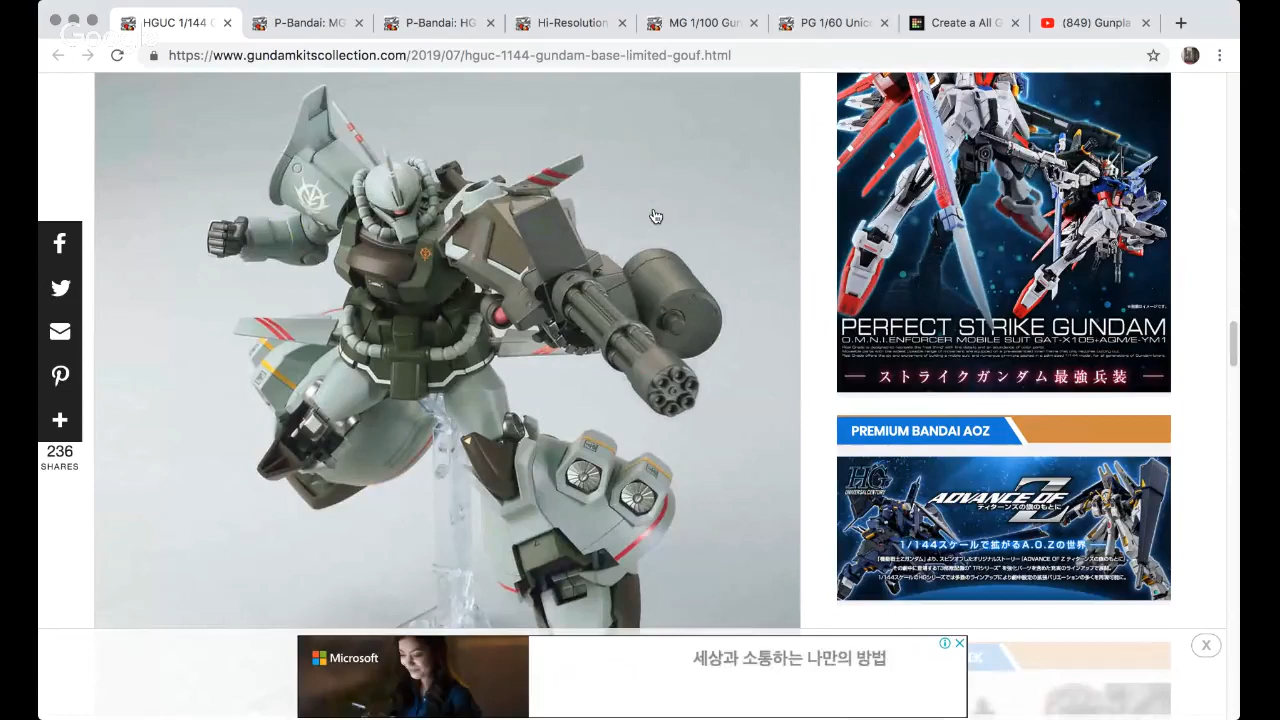 HGUC 1/144 G
P-Bandai: MG
P-Bandai: HG
Hi-Resolution
MG 1/100 Gun
PG 1/60 Unic
Create a All G
(849) Gunpla
Google
https://www.gundamkitscollection.com/2019/07/hguc-1144-gundam-base-limited-gouf.html
236
SHARES
PERFECT STRIKE GUNDAM
O.M.N.I.ENFORCER MOBILE SUIT GAT-X105+AQM/E-YM1
ストライクガンダム最強兵装
PREMIUM BANDAI AOZ
HG
UNIVERSAL CENTURY
ADVANCE OF Z
ティターンズの旗のもとに
1/144スケールで拡がるA.O.Zの世界
Microsoft
세상과 소통하는 나만의 방법
X